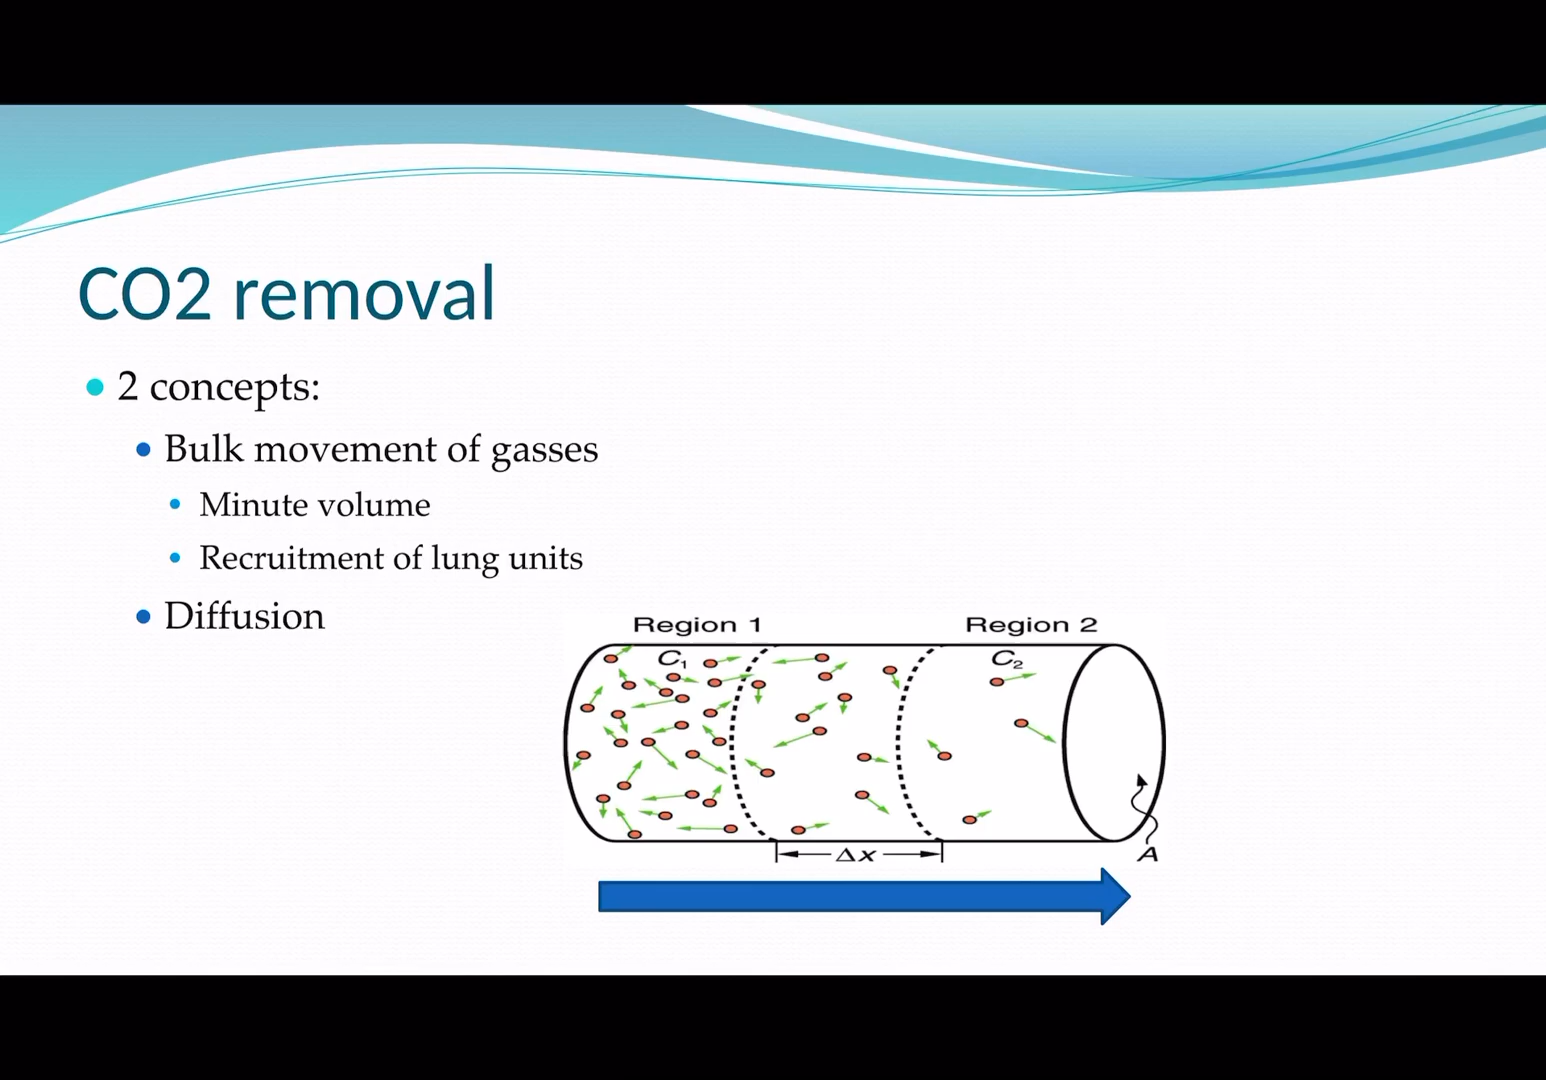 CO2 removal
2 concepts:
Bulk movement of gasses
Minute volume
Recruitment of lung units
Diffusion
Region 1
Region 2
C₁
C₂
Δx
A